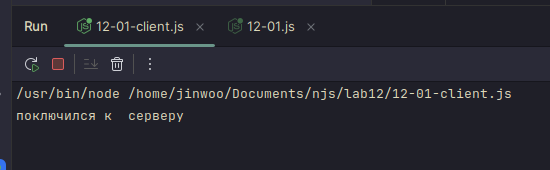 Run 12-01-client.js 12-01.js
/usr/bin/node /home/jinwoo/Documents/njs/lab12/12-01-client.js
поключился к  серверу